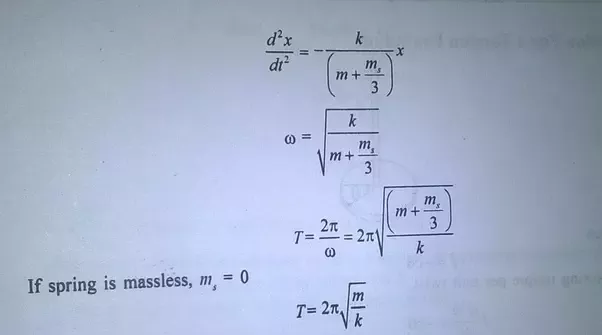 d²x/dt² = - k/(m + mₛ/3) x
ω = √(k/(m + mₛ/3))
T = 2π/ω = 2π√((m + mₛ/3)/k)
If spring is massless, mₛ = 0
T = 2π√(m/k)